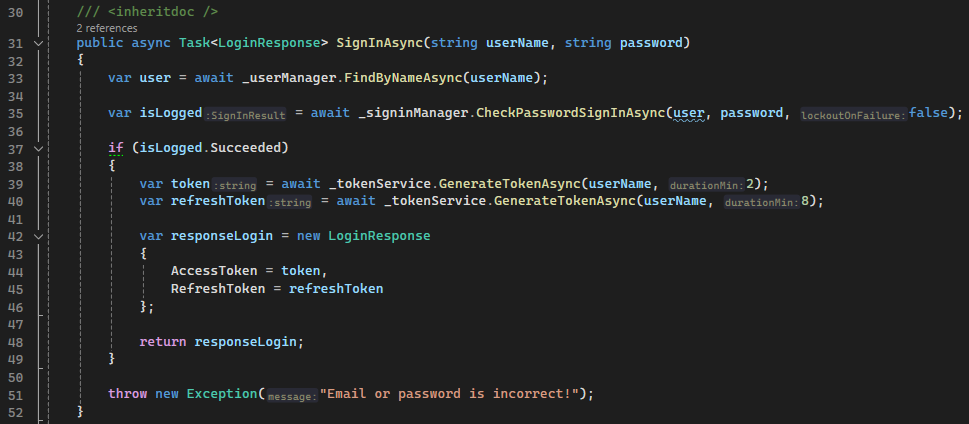 30 /// <inheritdoc />
2 references
31 public async Task<LoginResponse> SignInAsync(string userName, string password)
32 {
33 var user = await _userManager.FindByNameAsync(userName);
34
35 var isLogged :SignInResult = await _signinManager.CheckPasswordSignInAsync(user, password, lockoutOnFailure: false);
36
37 if (isLogged.Succeeded)
38 {
39 var token :string = await _tokenService.GenerateTokenAsync(userName, durationMin: 2);
40 var refreshToken :string = await _tokenService.GenerateTokenAsync(userName, durationMin: 8);
41
42 var responseLogin = new LoginResponse
43 {
44 AccessToken = token,
45 RefreshToken = refreshToken
46 };
47
48 return responseLogin;
49 }
50
51 throw new Exception( message: "Email or password is incorrect!");
52 }